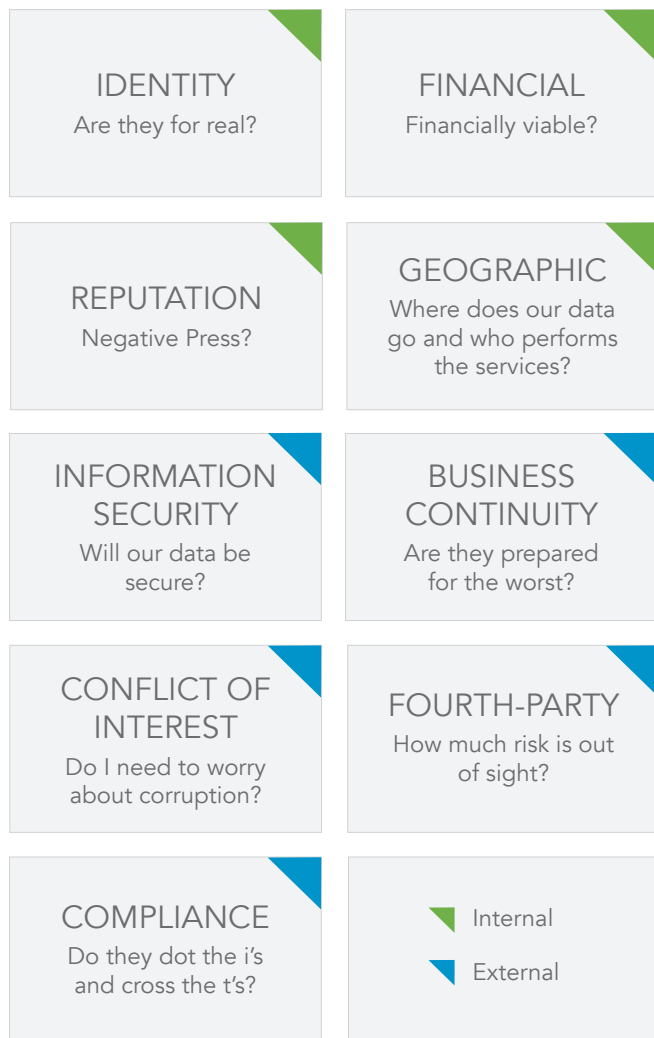 IDENTITY
Are they for real?
FINANCIAL
Financially viable?
REPUTATION
Negative Press?
GEOGRAPHIC
Where does our data
go and who performs
the services?
INFORMATION
SECURITY
Will our data be
secure?
BUSINESS
CONTINUITY
Are they prepared
for the worst?
CONFLICT OF
INTEREST
Do I need to worry
about corruption?
FOURTH-PARTY
How much risk is out
of sight?
COMPLIANCE
Do they dot the i’s
and cross the t’s?
Internal
External